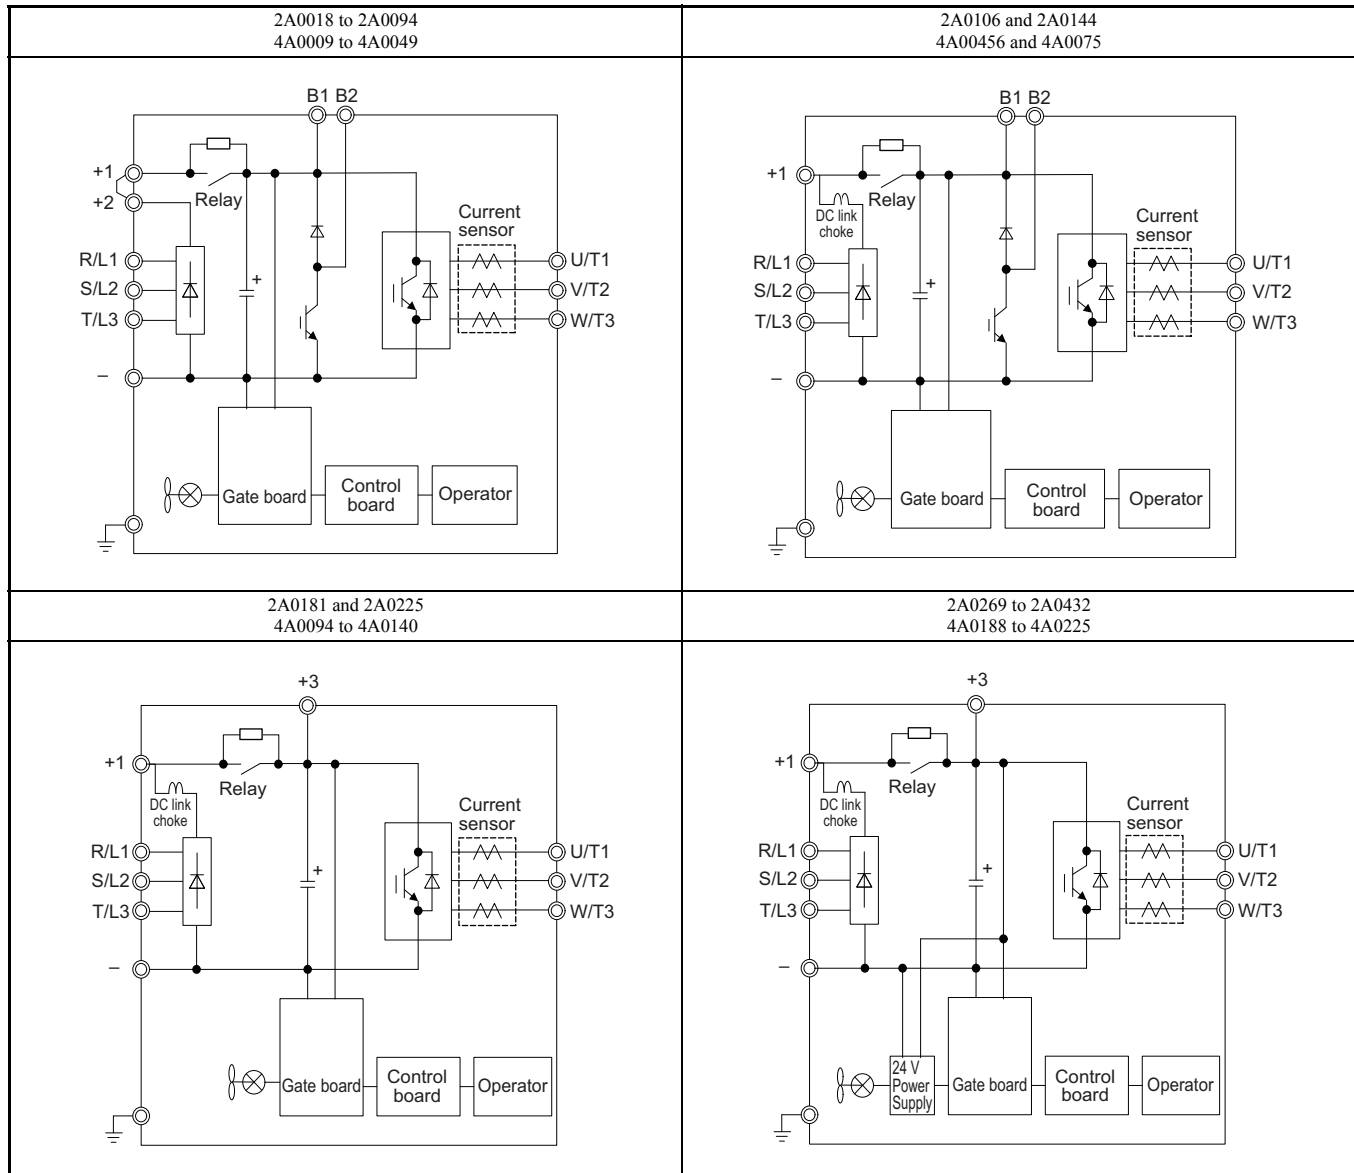 2A0018 to 2A0094
4A0009 to 4A0049
2A0106 and 2A0144
4A00456 and 4A0075
B1 B2
+1
Relay
+2
Current
sensor
R/L1
U/T1
+
S/L2
V/T2
T/L3
W/T3
–
Gate board
Control
board
Operator
B1 B2
+1
Relay
DC link
choke
Current
sensor
R/L1
U/T1
+
S/L2
V/T2
T/L3
W/T3
–
Gate board
Control
board
Operator
2A0181 and 2A0225
4A0094 to 4A0140
2A0269 to 2A0432
4A0188 to 4A0225
+3
+1
Relay
DC link
choke
Current
sensor
R/L1
U/T1
+
S/L2
V/T2
T/L3
W/T3
–
Gate board
Control
board
Operator
+3
+1
Relay
DC link
choke
Current
sensor
R/L1
U/T1
+
S/L2
V/T2
T/L3
W/T3
–
24 V
Power
Supply
Gate board
Control
board
Operator